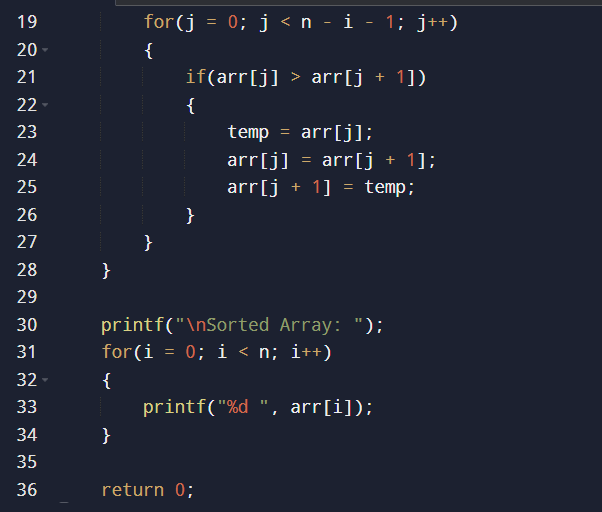 19 for(j = 0; j < n - i - 1; j++)
20 {
21 if(arr[j] > arr[j + 1])
22 {
23 temp = arr[j];
24 arr[j] = arr[j + 1];
25 arr[j + 1] = temp;
26 }
27 }
28 }
29
30 printf("\nSorted Array: ");
31 for(i = 0; i < n; i++)
32 {
33 printf("%d ", arr[i]);
34 }
35
36 return 0;